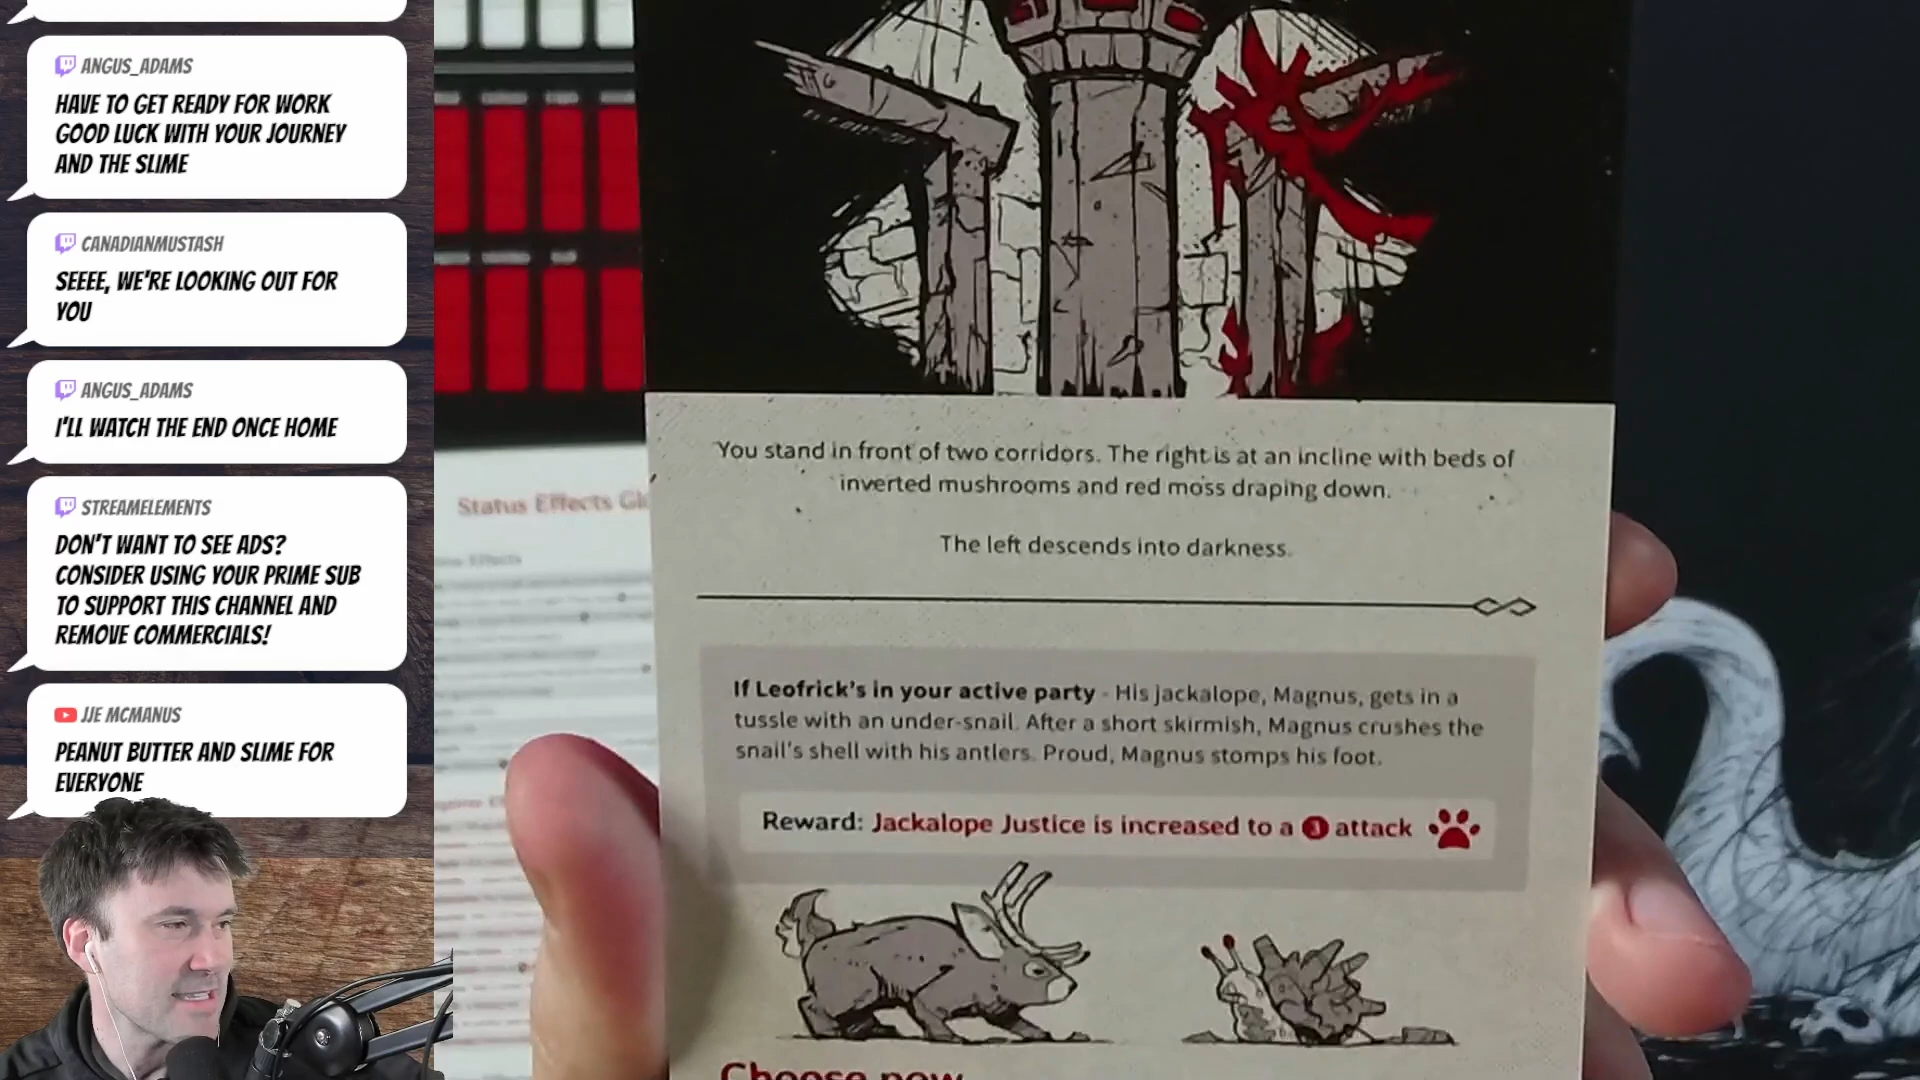 ANGUS_ADAMS
HAVE TO GET READY FOR WORK
GOOD LUCK WITH YOUR JOURNEY
AND THE SLIME
CANADIANMUSTASH
SEEEE, WE'RE LOOKING OUT FOR
YOU
ANGUS_ADAMS
I'LL WATCH THE END ONCE HOME
STREAMELEMENTS
DON'T WANT TO SEE ADS?
CONSIDER USING YOUR PRIME SUB
TO SUPPORT THIS CHANNEL AND
REMOVE COMMERCIALS!
JJE MCMANUS
PEANUT BUTTER AND SLIME FOR
EVERYONE
Status Effects
You stand in front of two corridors. The right is at an incline with beds of
inverted mushrooms and red moss draping down.
The left descends into darkness.
If Leofrick's in your active party - His jackalope, Magnus, gets in a
tussle with an under-snail. After a short skirmish, Magnus crushes the
snail's shell with his antlers. Proud, Magnus stomps his foot.
Reward: Jackalope Justice is increased to a 3 attack
Choose now